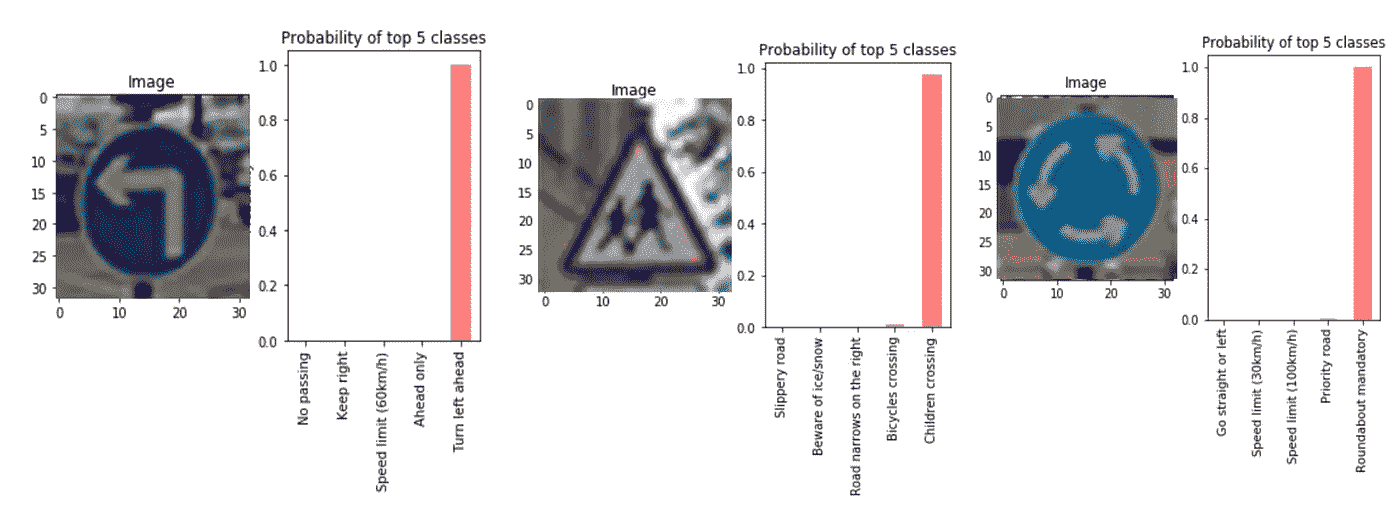 Image
0
5
10
15
20
25
30
0 10 20 30
Probability of top 5 classes
1.0
0.8
0.6
0.4
0.2
0.0
No passing
Keep right
Speed limit (60km/h)
Ahead only
Turn left ahead
Image
0
5
10
15
20
25
30
0 10 20 30
Probability of top 5 classes
1.0
0.8
0.6
0.4
0.2
0.0
Slippery road
Beware of ice/snow
Road narrows on the right
Bicycles crossing
Children crossing
Image
0
5
10
15
20
25
30
0 10 20 30
Probability of top 5 classes
1.0
0.8
0.6
0.4
0.2
0.0
Go straight or left
Speed limit (30km/h)
Speed limit (100km/h)
Priority road
Roundabout mandatory